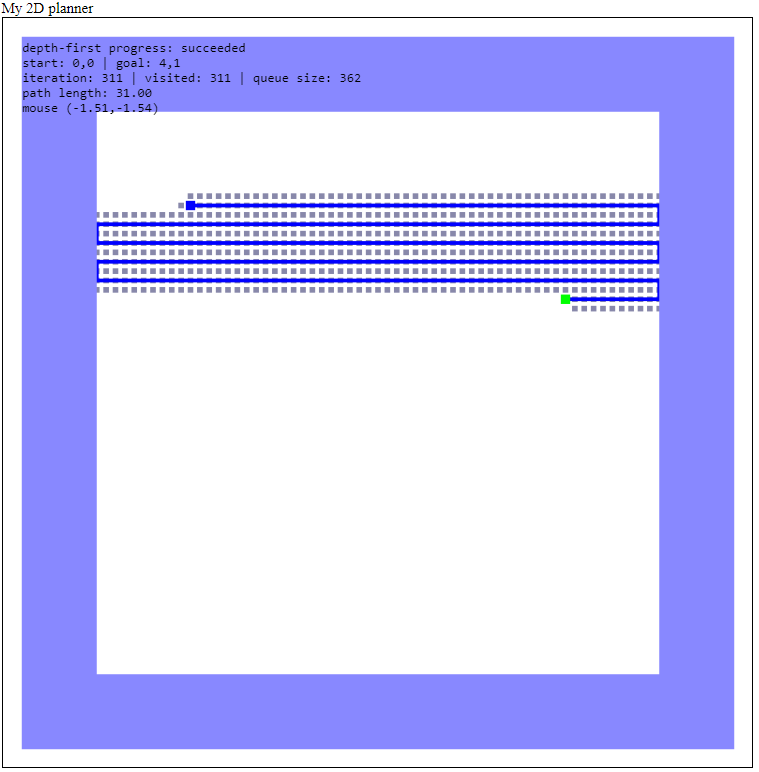 My 2D planner
depth-first progress: succeeded
start: 0,0 | goal: 4,1
iteration: 311 | visited: 311 | queue size: 362
path length: 31.00
mouse (-1.51,-1.54)